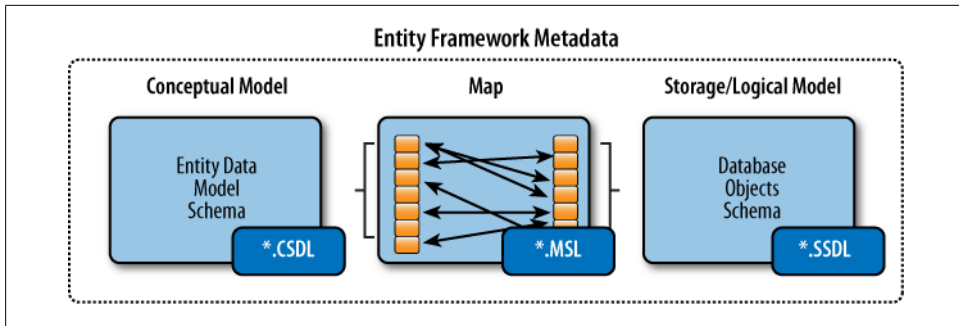 Entity Framework Metadata
Conceptual Model
Map
Storage/Logical Model
Entity Data
Model
Schema
*.CSDL
*.MSL
Database
Objects
Schema
*.SSDL